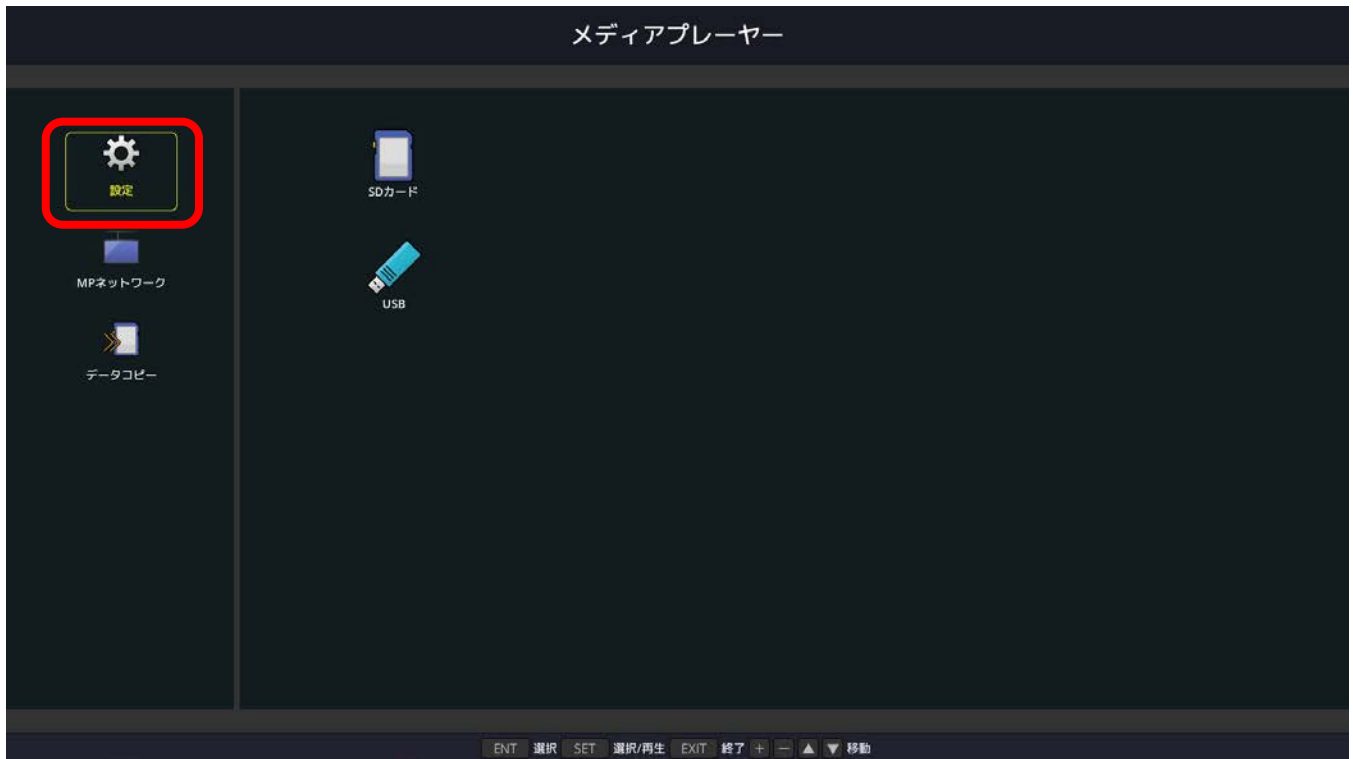 メディアプレーヤー
設定
MPネットワーク
データコピー
SDカード
USB
ENT 選択 SET 選択/再生 EXIT 終了 + − ▲ ▼ 移動